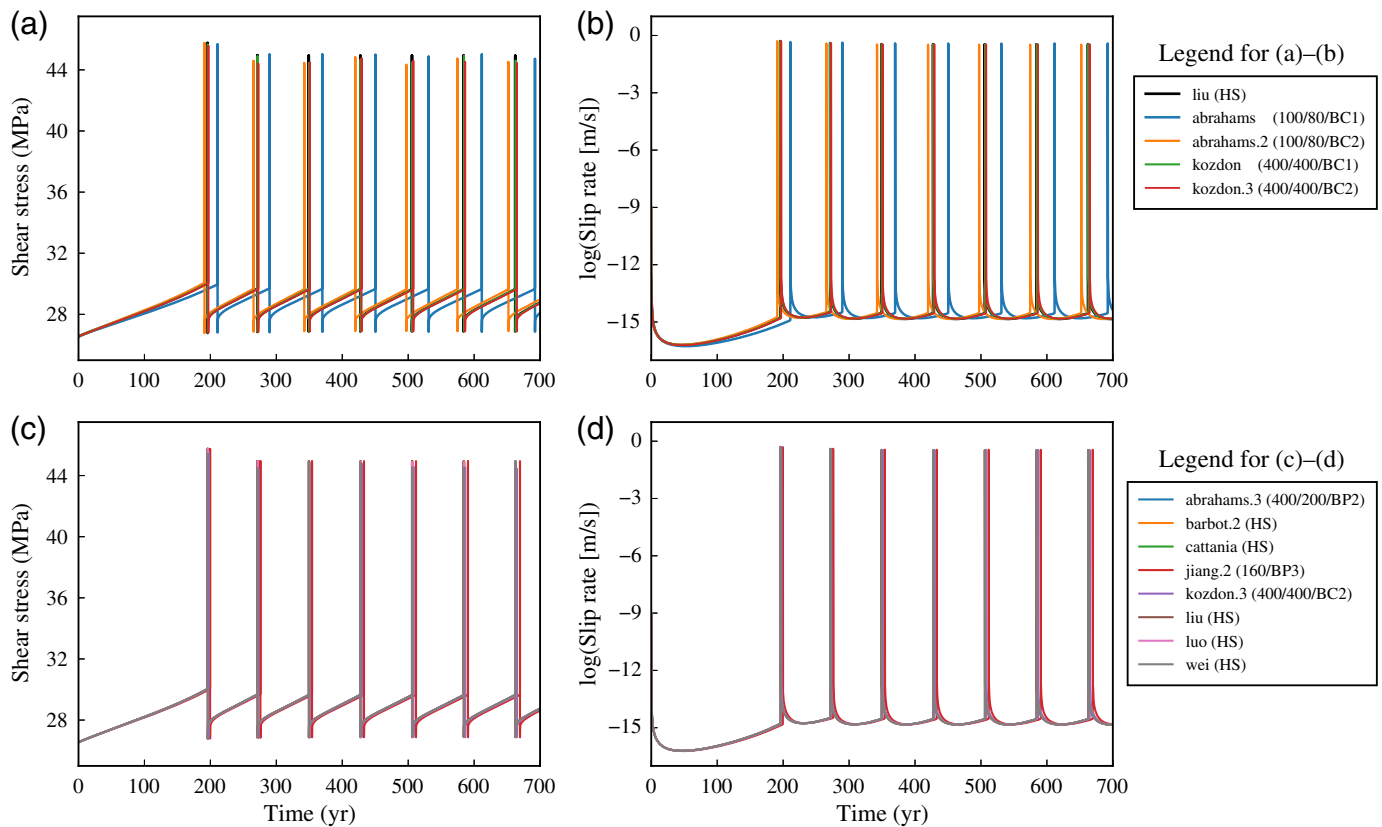 (a)
Shear stress (MPa)
44
40
36
32
28
0 100 200 300 400 500 600 700
(b)
log(Slip rate [m/s])
0
−3
−6
−9
−12
−15
0 100 200 300 400 500 600 700
Legend for (a)–(b)
liu (HS)
abrahams (100/80/BC1)
abrahams.2 (100/80/BC2)
kozdon (400/400/BC1)
kozdon.3 (400/400/BC2)
(c)
Shear stress (MPa)
44
40
36
32
28
0 100 200 300 400 500 600 700
Time (yr)
(d)
log(Slip rate [m/s])
0
−3
−6
−9
−12
−15
0 100 200 300 400 500 600 700
Time (yr)
Legend for (c)–(d)
abrahams.3 (400/200/BP2)
barbot.2 (HS)
cattania (HS)
jiang.2 (160/BP3)
kozdon.3 (400/400/BC2)
liu (HS)
luo (HS)
wei (HS)